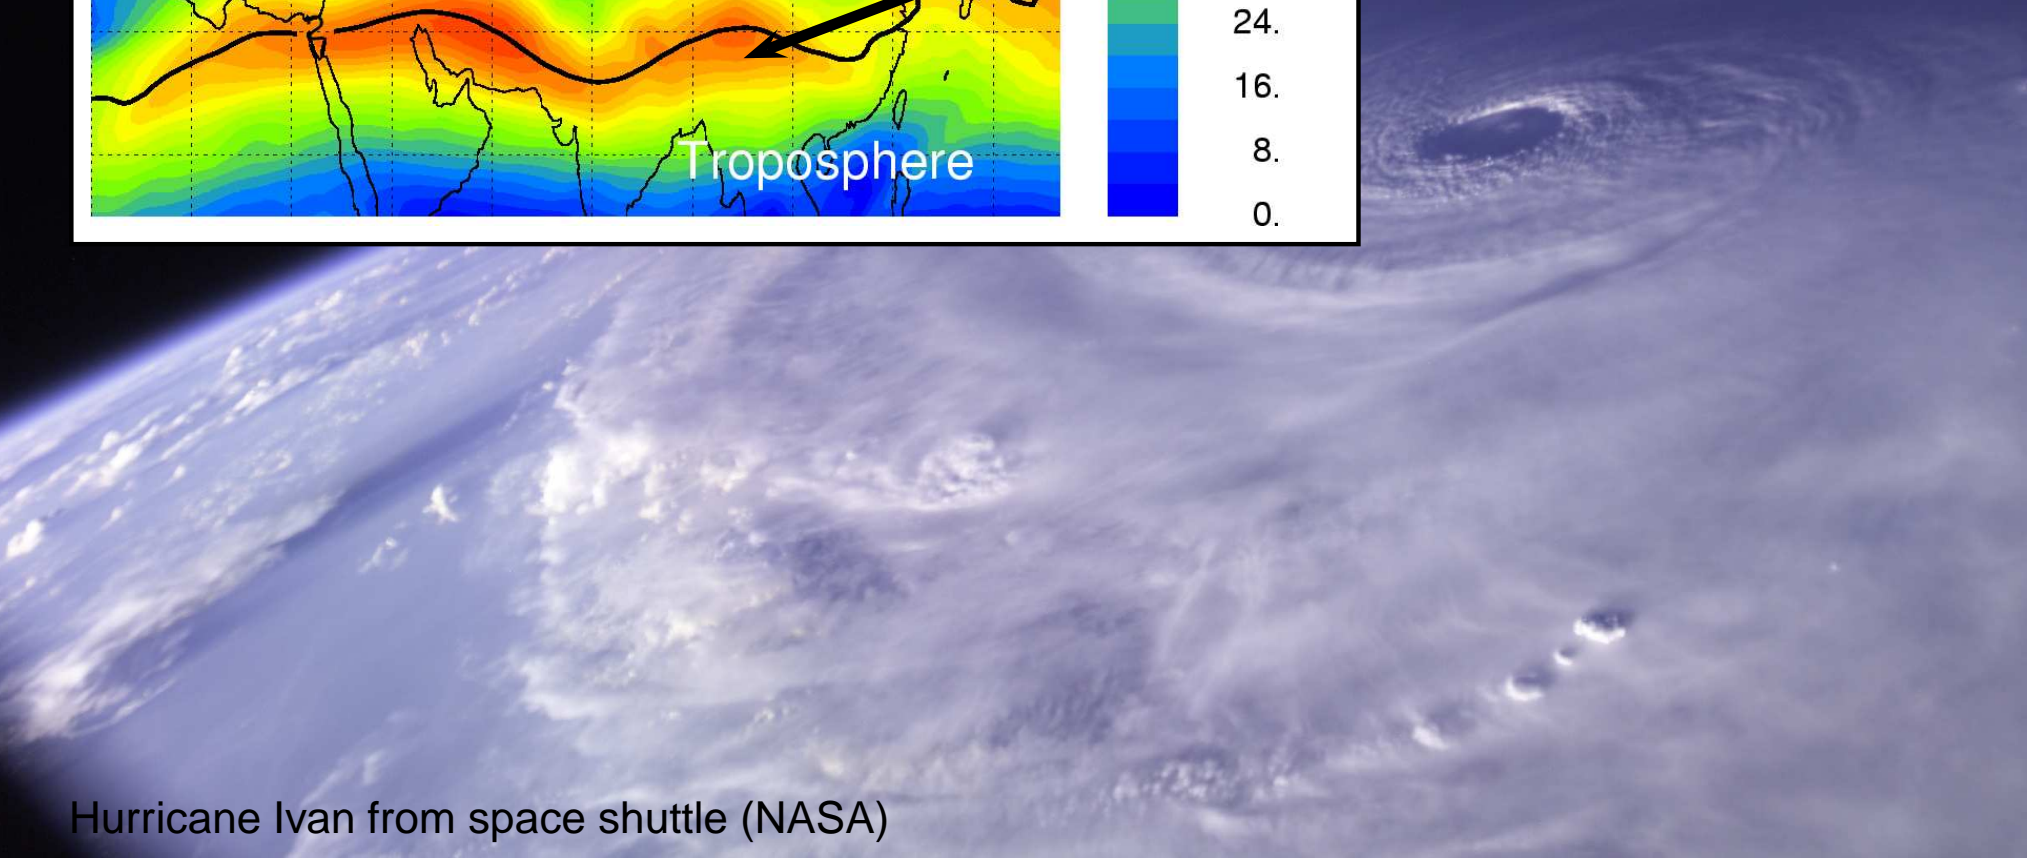 24.
16.
8.
0.
Troposphere
Hurricane Ivan from space shuttle (NASA)